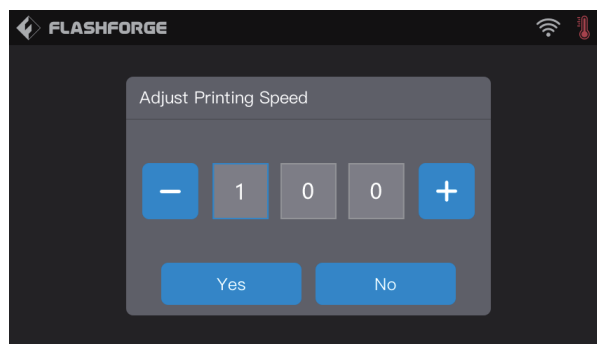 FLASHFORGE
Adjust Printing Speed
− 1 0 0 +
Yes No